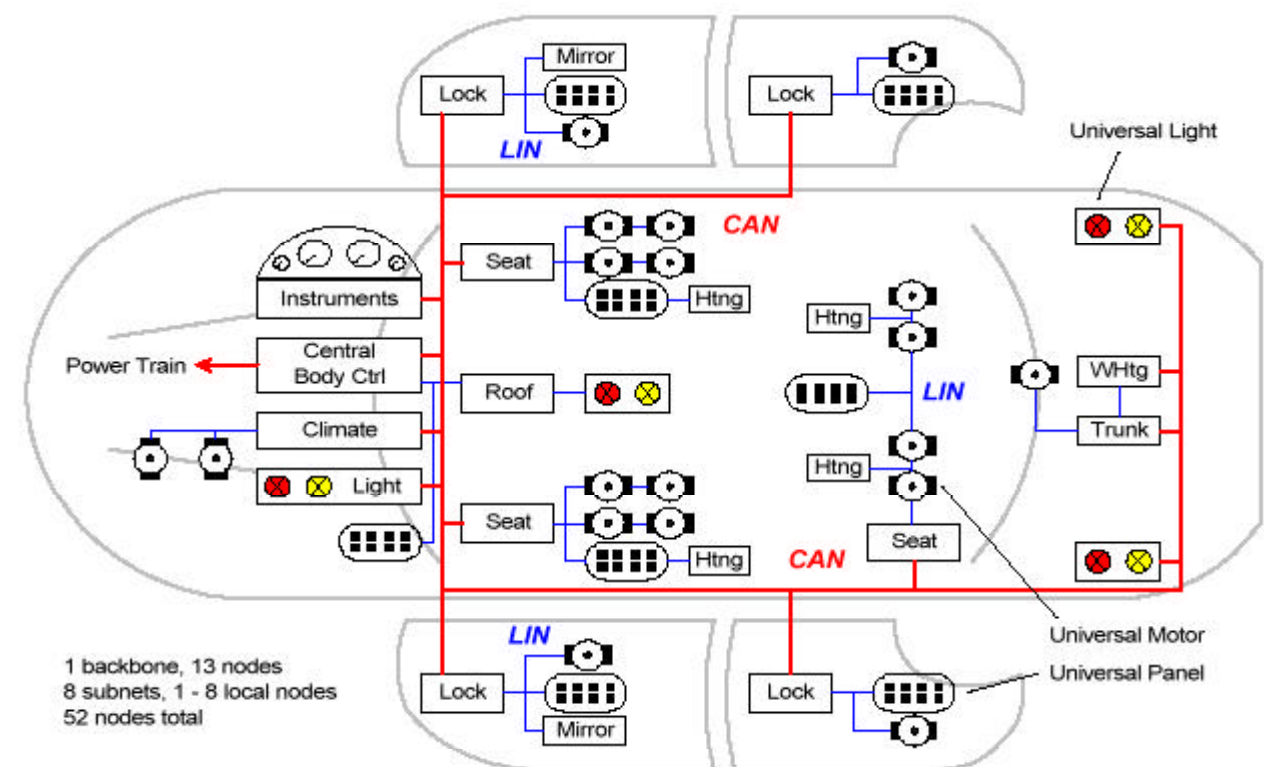 Mirror
Lock
LIN
Lock
Universal Light
CAN
Seat
Htng
Instruments
Htng
Central
Body Ctrl
Power Train
Roof
LIN
WHtg
Climate
Trunk
Htng
Light
Seat
Htng
CAN
Seat
LIN
Universal Motor
1 backbone, 13 nodes
8 subnets, 1 - 8 local nodes
52 nodes total
Lock
Mirror
Lock
Universal Panel